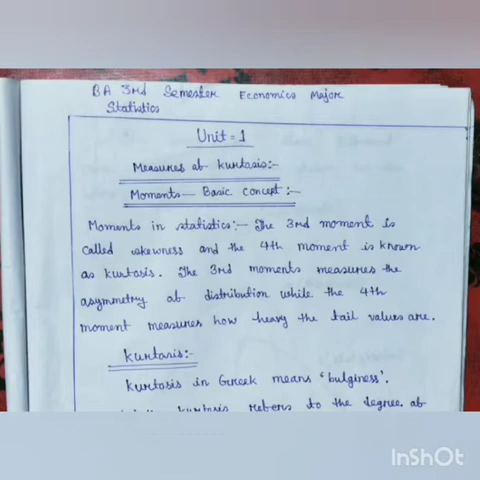 BA 3rd Semester Economics Major
Statistics
Unit = 1
Measures of kurtosis:-
Moments — Basic Concept:-
Moments in statistics:- The 3rd moment is
called skewness and the 4th moment is known
as kurtosis. The 3rd moments measures the
asymmetry of distribution while the 4th
moment measures how heavy the tail values are.
Kurtosis:-
Kurtosis in Greek means 'bulginess'.
kurtosis refers to the degree of
InShOt